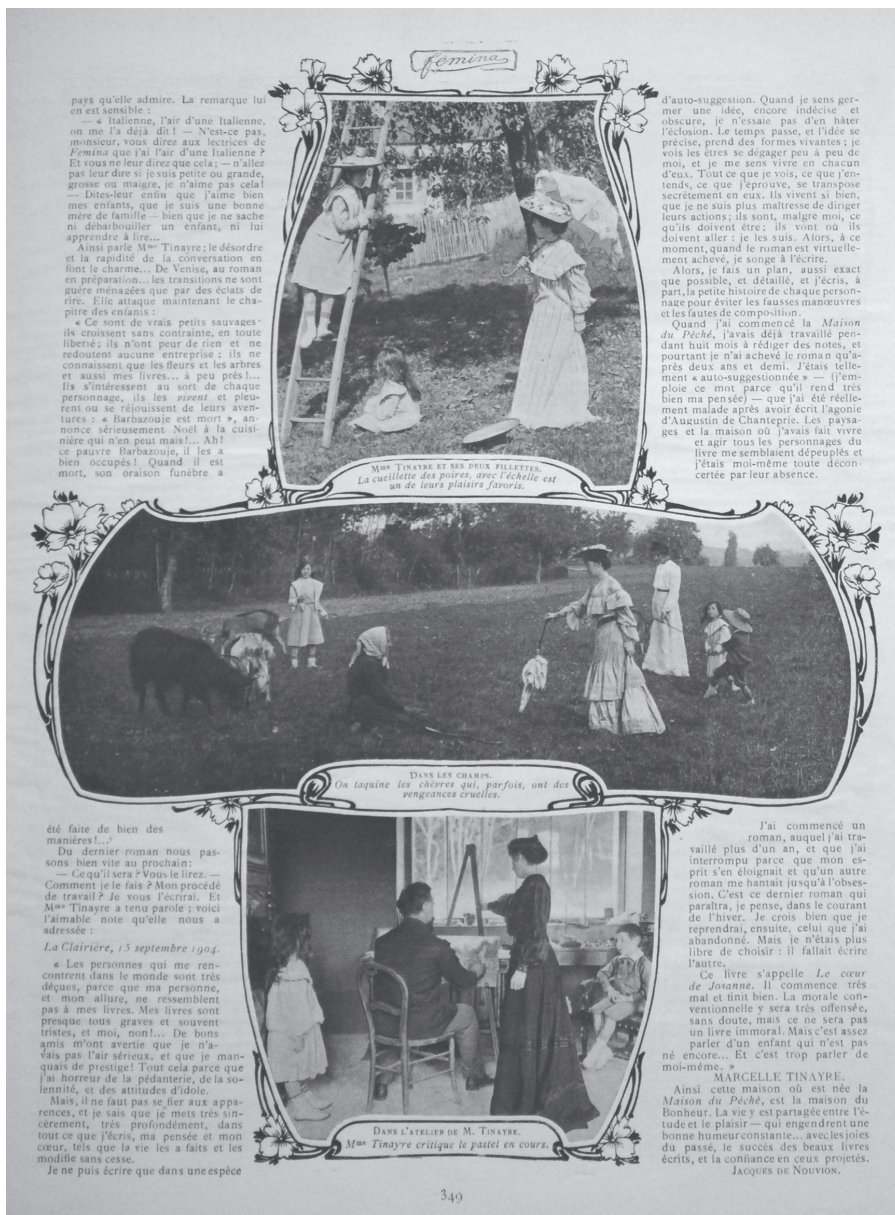 femina
pays qu'elle admire. La remarque lui
en est sensible :
— « Italienne, l'air d'une Italienne,
on me l'a déjà dit ! — N'est-ce pas,
monsieur, vous direz aux lectrices de
Femina que j'ai l'air d'une Italienne ?
Et vous ne leur direz que cela ; — n'allez
pas leur dire si je suis petite ou grande,
grosse ou maigre, je n'aime pas cela !
— Dites-leur enfin que j'aime bien
mes enfants, que je suis une bonne
mère de famille — bien que je ne sache
ni débarbouiller un enfant, ni lui
apprendre à lire...
Ainsi parle Mme Tinayre ; le désordre
et la rapidité de la conversation en
font le charme... De Venise, au roman
en préparation... les transitions ne sont
guère ménagées que par des éclats de
rire. Elle attaque maintenant le cha-
pitre des enfants :
« Ce sont de vrais petits sauvages
ils croissent sans contrainte, en toute
liberté ; ils n'ont peur de rien et ne
redoutent aucune entreprise ; ils ne
connaissent que les fleurs et les arbres
et aussi mes livres... à peu près !...
Ils s'intéressent au sort de chaque
personnage, ils les vivent et pleu-
rent ou se réjouissent de leurs aven-
tures : « Barbazouje est mort », an-
nonce sérieusement Noël à la cuisi-
nière qui n'en peut mais !... Ah !
ce pauvre Barbazouje, il les a
bien occupés ! Quand il est
mort, son oraison funèbre a
Mme TINAYRE ET SES DEUX FILLETTES.
La cueillette des poires, avec l'échelle est
un de leurs plaisirs favoris.
d'auto-suggestion. Quand je sens ger-
mer une idée, encore indécise et
obscure, je n'essaie pas d'en hâter
l'éclosion. Le temps passe, et l'idée se
précise, prend des formes vivantes ; je
vois les êtres se dégager peu à peu de
moi, et je me sens vivre en chacun
d'eux. Tout ce que je vois, ce que j'en-
tends, ce que j'éprouve, se transpose
secrètement en eux. Ils vivent si bien,
que je ne suis plus maîtresse de diriger
leurs actions ; ils sont, malgré moi, ce
qu'ils doivent être ; ils vont où ils
doivent aller : je les suis. Alors, à ce
moment, quand le roman est virtuelle-
ment achevé, je songe à l'écrire.
Alors, je fais un plan, aussi exact
que possible, et détaillé, et j'écris, à
part, la petite histoire de chaque person-
nage pour éviter les fausses manœuvres
et les fautes de composition.
Quand j'ai commencé la Maison
du Péché, j'avais déjà travaillé pen-
dant huit mois à rédiger des notes, et
pourtant je n'ai achevé le roman qu'a-
près deux ans et demi. J'étais telle-
ment « auto-suggestionnée » — (j'em-
ploie ce mot parce qu'il rend très
bien ma pensée) — que j'ai été réelle-
ment malade après avoir écrit l'agonie
d'Augustin de Chanteprie. Les paysa-
ges et la maison où j'avais fait vivre
et agir tous les personnages du
livre me semblaient dépeuplés et
j'étais moi-même toute décon-
certée par leur absence.
DANS LES CHAMPS.
On taquine les chèvres qui, parfois, ont des
vengeances cruelles.
été faite de bien des
manières !...
Du dernier roman nous pas-
sons bien vite au prochain :
— Ce qu'il sera ? Vous le lirez. —
Comment je le fais ? Mon procédé
de travail ? Je vous l'écrirai. Et
Mme Tinayre a tenu parole ; voici
l'aimable note qu'elle nous a
adressée :
La Clairière, 15 septembre 1904.
« Les personnes qui me ren-
contrent dans le monde sont très
déçues, parce que ma personne,
et mon allure, ne ressemblent
pas à mes livres. Mes livres sont
presque tous graves et souvent
tristes, et moi, non !... De bons
amis m'ont avertie que je n'a-
vais pas l'air sérieux, et que je man-
quais de prestige ! Tout cela parce que
j'ai horreur de la pédanterie, de la so-
lennité, et des attitudes d'idole.
Mais, il ne faut pas se fier aux appa-
rences, et je sais que je mets très sin-
cèrement, très profondément, dans
tout ce que j'écris, ma pensée et mon
cœur, tels que la vie les a faits et les
modifie sans cesse.
Je ne puis écrire que dans une espèce
DANS L'ATELIER DE M. TINAYRE.
Mme Tinayre critique le pastel en cours.
J'ai commencé un
roman, auquel j'ai tra-
vaillé plus d'un an, et que j'ai
interrompu parce que mon es-
prit s'en éloignait et qu'un autre
roman me hantait jusqu'à l'obses-
sion. C'est ce dernier roman qui
paraîtra, je pense, dans le courant
de l'hiver. Je crois bien que je
reprendrai, ensuite, celui que j'ai
abandonné. Mais je n'étais plus
libre de choisir : il fallait écrire
l'autre.
Ce livre s'appelle Le cœur
de Josanne. Il commence très
mal et finit bien. La morale con-
ventionnelle y sera très offensée,
sans doute, mais ce ne sera pas
un livre immoral. Mais c'est assez
parler d'un enfant qui n'est pas
né encore... Et c'est trop parler de
moi-même. »
MARCELLE TINAYRE.
Ainsi cette maison où est née la
Maison du Péché, est la maison du
Bonheur. La vie y est partagée entre l'é-
tude et le plaisir — qui engendrent une
bonne humeur constante... avec les joies
du passé, le succès des beaux livres
écrits, et la confiance en ceux projetés.
JACQUES DE NOUVION.
349